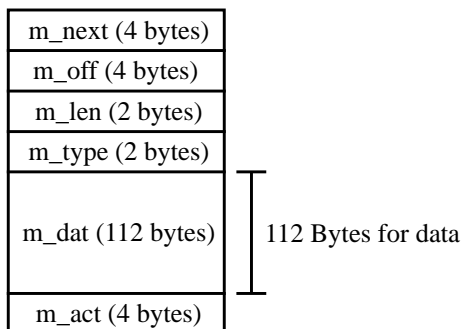 m_next (4 bytes)
m_off (4 bytes)
m_len (2 bytes)
m_type (2 bytes)
m_dat (112 bytes)
112 Bytes for data
m_act (4 bytes)